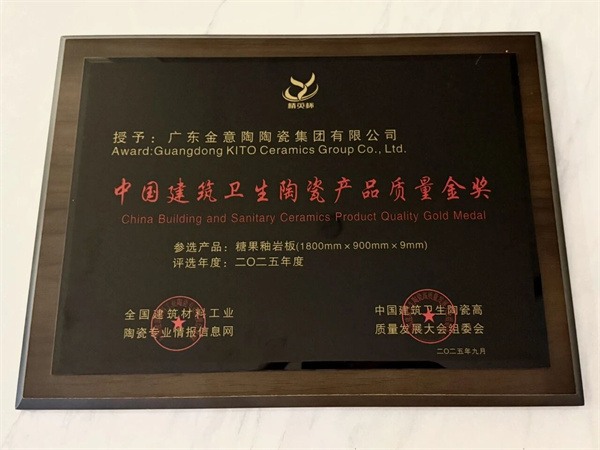 精英杯
授予：广东金意陶陶瓷集团有限公司
Award:Guangdong KITO Ceramics Group Co., Ltd.
中国建筑卫生陶瓷产品质量金奖
China Building and Sanitary Ceramics Product Quality Gold Medal
参选产品：糖果釉岩板(1800mm×900mm×9mm)
评选年度：二〇二五年度
全国建筑材料工业
陶瓷专业情报信息网
中国建筑卫生陶瓷高
质量发展大会组委会
二〇二五年九月